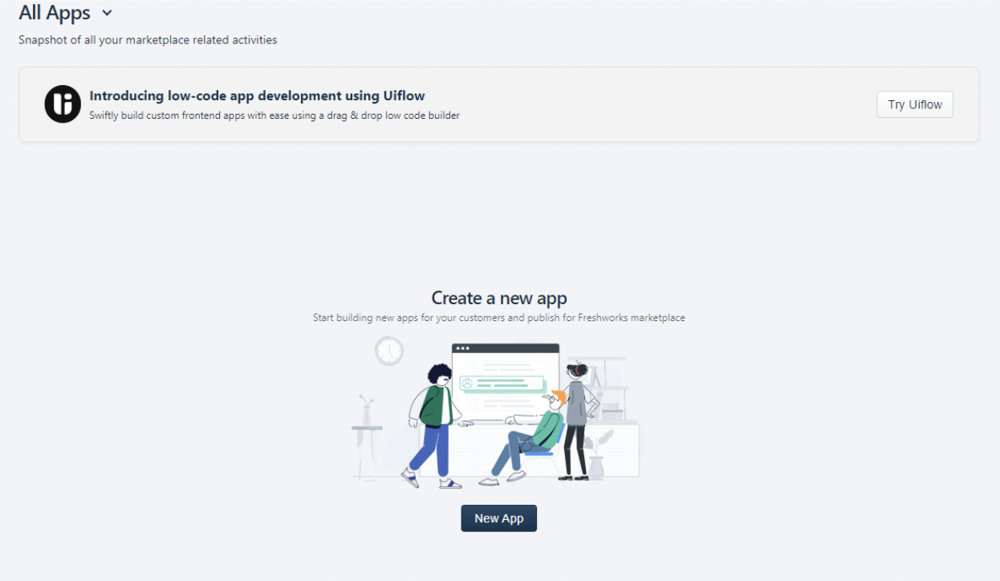 All Apps
Snapshot of all your marketplace related activities
Introducing low-code app development using Uiflow
Swiftly build custom frontend apps with ease using a drag & drop low code builder
Try Uiflow
Create a new app
Start building new apps for your customers and publish for Freshworks marketplace
New App